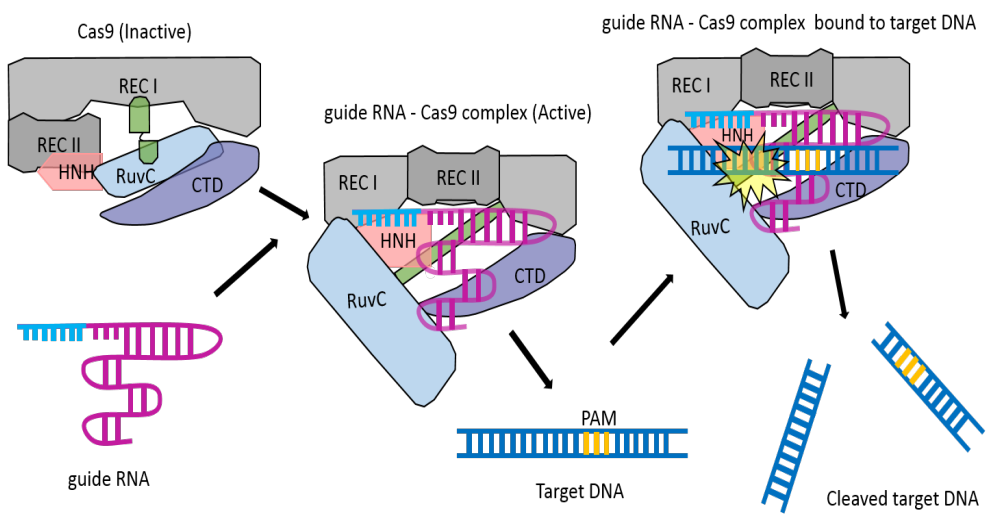 Cas9 (Inactive)
REC I
REC II
HNH
RuvC
CTD
guide RNA
guide RNA - Cas9 complex (Active)
REC I
REC II
HNH
RuvC
CTD
PAM
Target DNA
guide RNA - Cas9 complex  bound to target DNA
REC I
REC II
HNH
RuvC
CTD
Cleaved target DNA